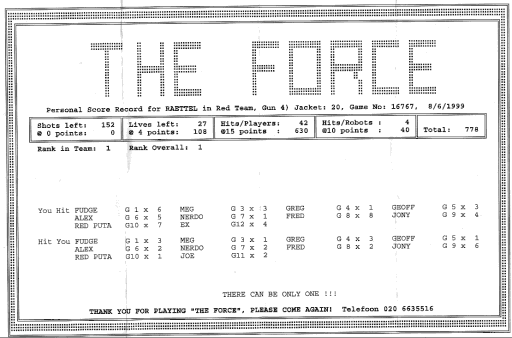 THE FORCE
Personal Score Record for RAETTEL in Red Team, Gun 4) Jacket: 20, Game No: 16767, 8/6/1999
Shots left: 152 Lives left: 27 Hits/Players: 42 Hits/Robots : 4
@ 0 points: 0 @ 4 points: 108 @15 points : 630 @10 points : 40 Total: 778
Rank in Team: 1 Rank Overall: 1
You Hit FUDGE G 1 x 6 MEG G 3 x 3 GREG G 4 x 1 GEOFF G 5 x 3
ALEX G 6 x 5 NERDO G 7 x 1 FRED G 8 x 8 JONY G 9 x 4
RED PUTA G10 x 7 EX G12 x 4
Hit You FUDGE G 1 x 3 MEG G 3 x 1 GREG G 4 x 3 GEOFF G 5 x 1
ALEX G 6 x 2 NERDO G 7 x 2 FRED G 8 x 2 JONY G 9 x 6
RED PUTA G10 x 1 JOE G11 x 2
THERE CAN BE ONLY ONE !!!
THANK YOU FOR PLAYING "THE FORCE", PLEASE COME AGAIN! Telefoon 020 6635516